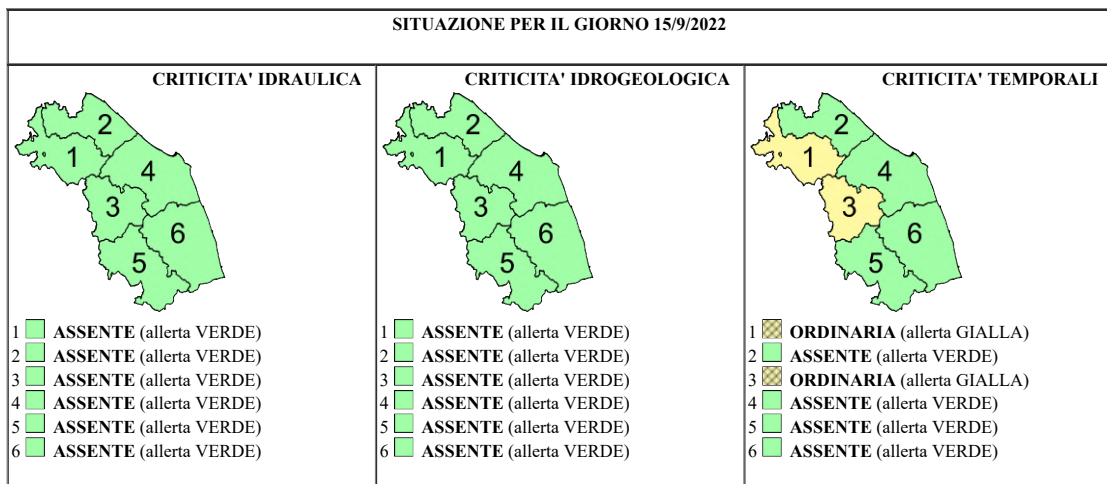 SITUAZIONE PER IL GIORNO 15/9/2022
CRITICITA' IDRAULICA
2
1
4
3
6
5
1 ASSENTE (allerta VERDE)
2 ASSENTE (allerta VERDE)
3 ASSENTE (allerta VERDE)
4 ASSENTE (allerta VERDE)
5 ASSENTE (allerta VERDE)
6 ASSENTE (allerta VERDE)
CRITICITA' IDROGEOLOGICA
2
1
4
3
6
5
1 ASSENTE (allerta VERDE)
2 ASSENTE (allerta VERDE)
3 ASSENTE (allerta VERDE)
4 ASSENTE (allerta VERDE)
5 ASSENTE (allerta VERDE)
6 ASSENTE (allerta VERDE)
CRITICITA' TEMPORALI
2
1
4
3
6
5
1 ORDINARIA (allerta GIALLA)
2 ASSENTE (allerta VERDE)
3 ORDINARIA (allerta GIALLA)
4 ASSENTE (allerta VERDE)
5 ASSENTE (allerta VERDE)
6 ASSENTE (allerta VERDE)